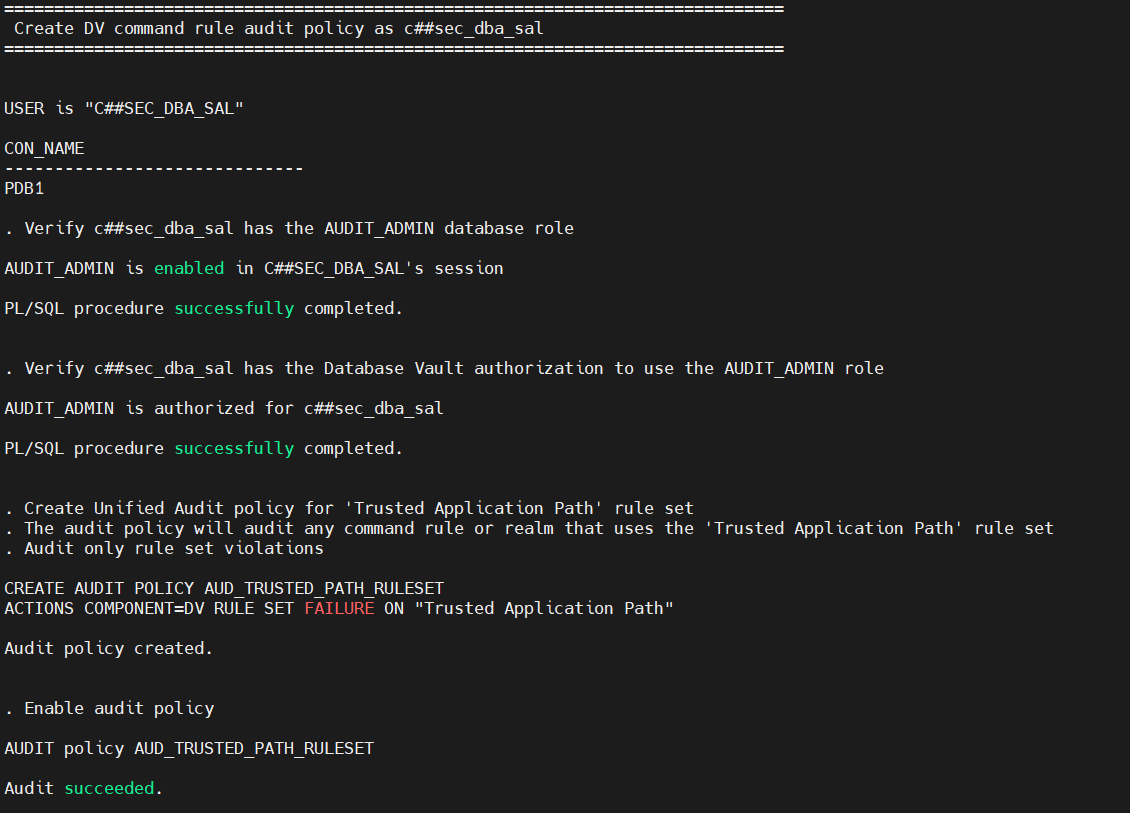 ==============================================================================
 Create DV command rule audit policy as c##sec_dba_sal
==============================================================================
USER is "C##SEC_DBA_SAL"
CON_NAME
------------------------------
PDB1
. Verify c##sec_dba_sal has the AUDIT_ADMIN database role
AUDIT_ADMIN is enabled in C##SEC_DBA_SAL's session
PL/SQL procedure successfully completed.
. Verify c##sec_dba_sal has the Database Vault authorization to use the AUDIT_ADMIN role
AUDIT_ADMIN is authorized for c##sec_dba_sal
PL/SQL procedure successfully completed.
. Create Unified Audit policy for 'Trusted Application Path' rule set
. The audit policy will audit any command rule or realm that uses the 'Trusted Application Path' rule set
. Audit only rule set violations
CREATE AUDIT POLICY AUD_TRUSTED_PATH_RULESET
ACTIONS COMPONENT=DV RULE SET FAILURE ON "Trusted Application Path"
Audit policy created.
. Enable audit policy
AUDIT policy AUD_TRUSTED_PATH_RULESET
Audit succeeded.